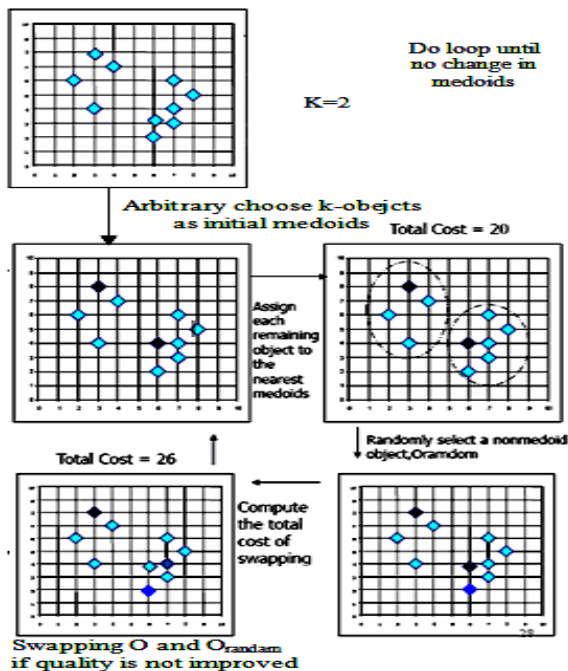 Do loop until
no change in
medoids
K=2
Arbitrary choose k-obejcts
as initial medoids
Total Cost = 20
Assign
each
remaining
object to
the
nearest
medoids
Total Cost = 26
Randomly select a nonmedoid
object,Oramdom
Compute
the total
cost of
swapping
28
Swapping O and Orandam
if quality is not improved